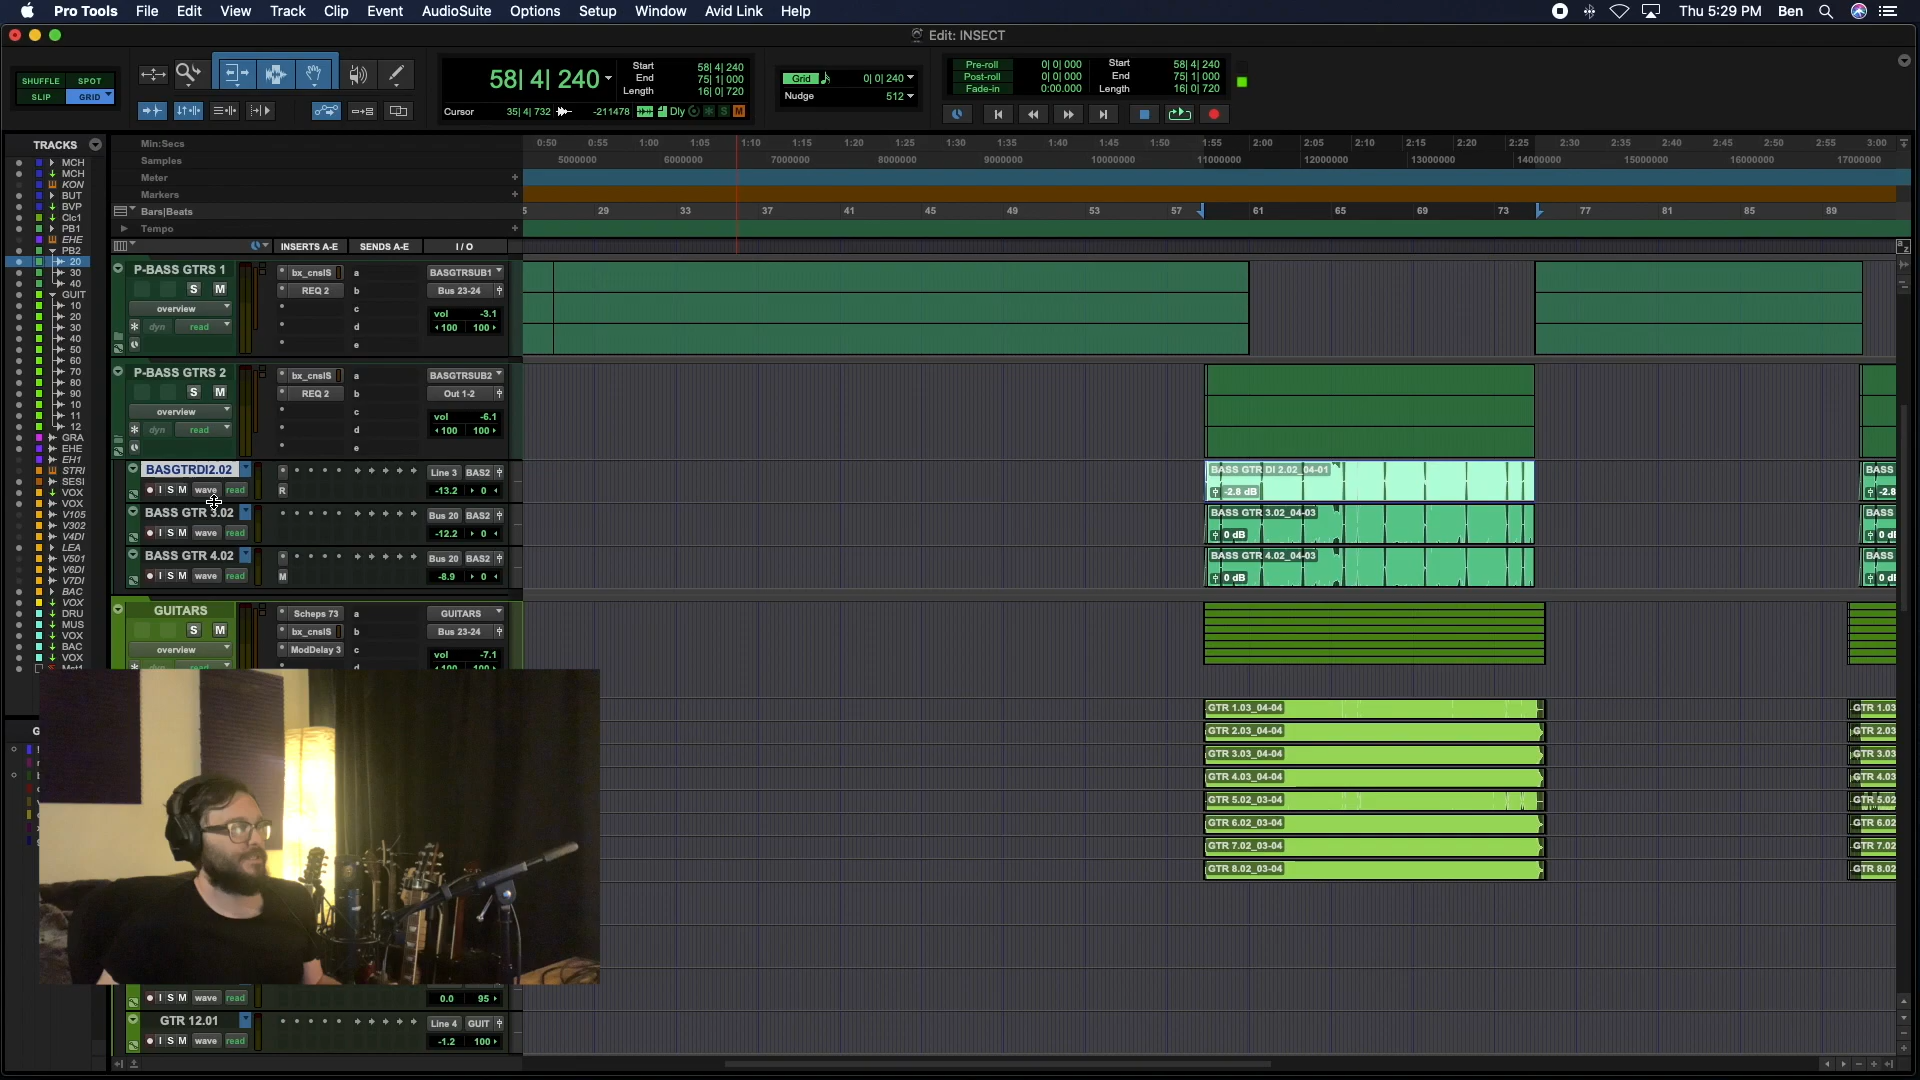 Pro Tools File Edit View Track Clip Event AudioSuite Options Setup Window Avid Link Help Thu 5:29 PM Ben
Edit: INSECT
SHUFFLE SPOT
SLIP GRID
58| 4| 240
Start 58| 4| 240
End 75| 1| 000
Length 16| 0| 720
Cursor 35| 4| 732 -211478 Dly S M
Grid 0| 0| 240
Nudge 512
Pre-roll 0| 0| 000 Start 58| 4| 240
Post-roll 0| 0| 000 End 75| 1| 000
Fade-in 0:00.000 Length 16| 0| 720
TRACKS
MCH
MCH
KON
BUT
BVP
Clc1
PB1
EHE
PB2
20
30
40
GUIT
10
20
30
40
50
60
70
80
90
10
11
12
GRA
EHE
EH1
STRI
SESI
VOX
VOX
V105
V302
V4DI
LEA
V501
V6DI
V7DI
BAC
VOX
DRU
MUS
VOX
BAC
VOX
Min:Secs 0:50 0:55 1:00 1:05 1:10 1:15 1:20 1:25 1:30 1:35 1:40 1:45 1:50 1:55 2:00 2:05 2:10 2:15 2:20 2:25 2:30 2:35 2:40 2:45 2:50 2:55 3:00
Samples 5000000 6000000 7000000 8000000 9000000 10000000 11000000 12000000 13000000 14000000 15000000 16000000 17000000
Meter
Markers
Bars|Beats 5 29 33 37 41 45 49 53 57 61 65 69 73 77 81 85 89
Tempo
INSERTS A-E SENDS A-E I / O
P-BASS GTRS 1 bx_cnslS a BASGTRSUB1
S M REQ 2 b Bus 23-24
overview c vol -3.1
dyn read d 100 100
e
P-BASS GTRS 2 bx_cnslS a BASGTRSUB2
S M REQ 2 b Out 1-2
overview c vol -6.1
dyn read d 100 100
e
BASGTRDI2.02 Line 3 BAS2 BASS GTR DI 2.02_04-01 BASS
I S M wave read R -13.2 0 -2.8 dB -2.8
BASS GTR 3.02 Bus 20 BAS2 BASS GTR 3.02_04-03 BASS
I S M wave read -12.2 0 0 dB 0 dB
BASS GTR 4.02 Bus 20 BAS2 BASS GTR 4.02_04-03 BASS
I S M wave read M -8.9 0 0 dB 0 dB
GUITARS Scheps 73 a GUITARS
S M bx_cnslS b Bus 23-24
overview ModDelay 3 c vol -7.1
GTR 1.03_04-04 GTR 1.03
GTR 2.03_04-04 GTR 2.03
GTR 3.03_04-04 GTR 3.03
GTR 4.03_04-04 GTR 4.03
GTR 5.02_03-04 GTR 5.02
GTR 6.02_03-04 GTR 6.02
GTR 7.02_03-04 GTR 7.02
GTR 8.02_03-04 GTR 8.02
I S M wave read 0.0 95
GTR 12.01 Line 4 GUIT
I S M wave read -1.2 100